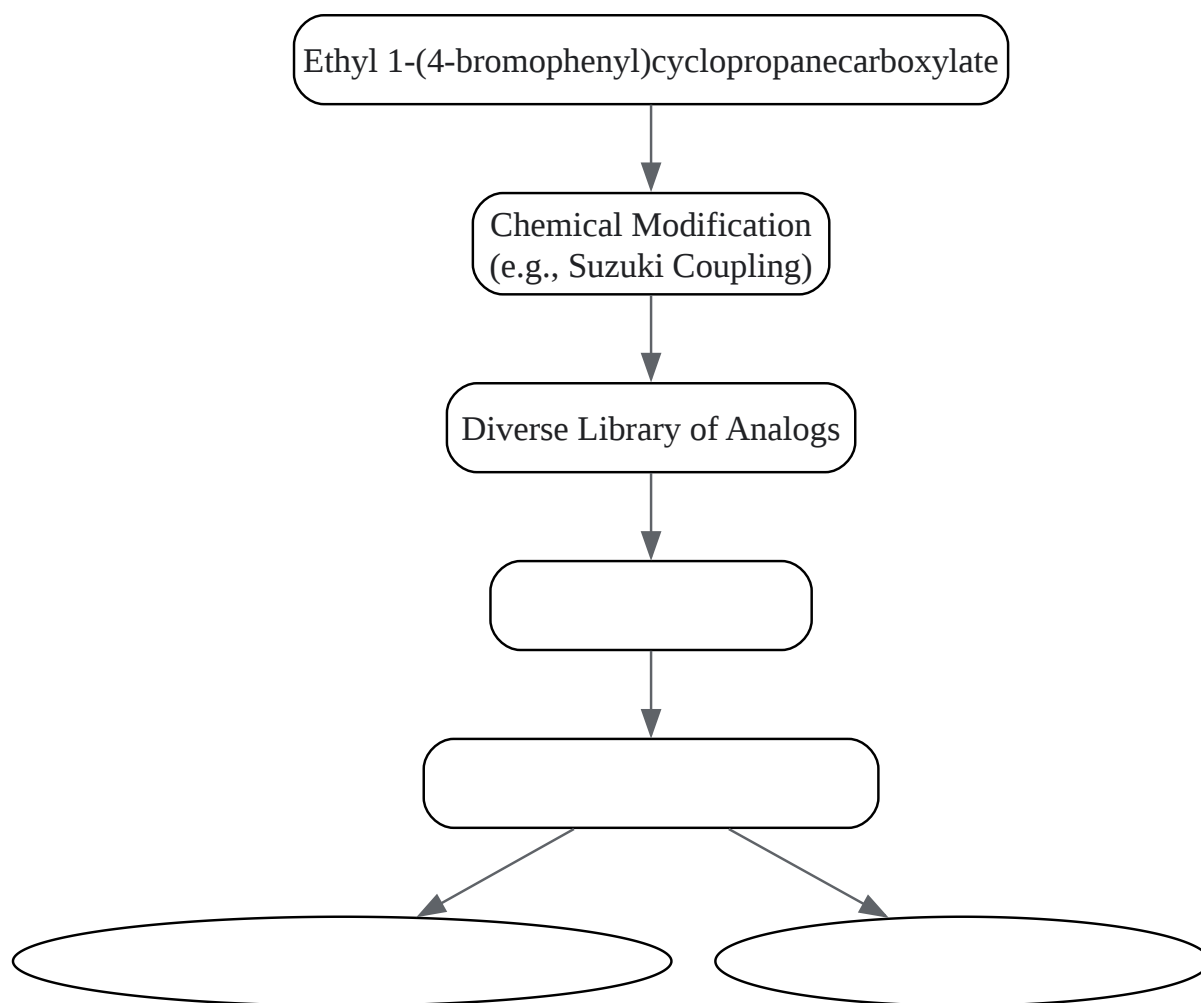 Ethyl 1-(4-bromophenyl)cyclopropanecarboxylate
Chemical Modification
(e.g., Suzuki Coupling)
Diverse Library of Analogs